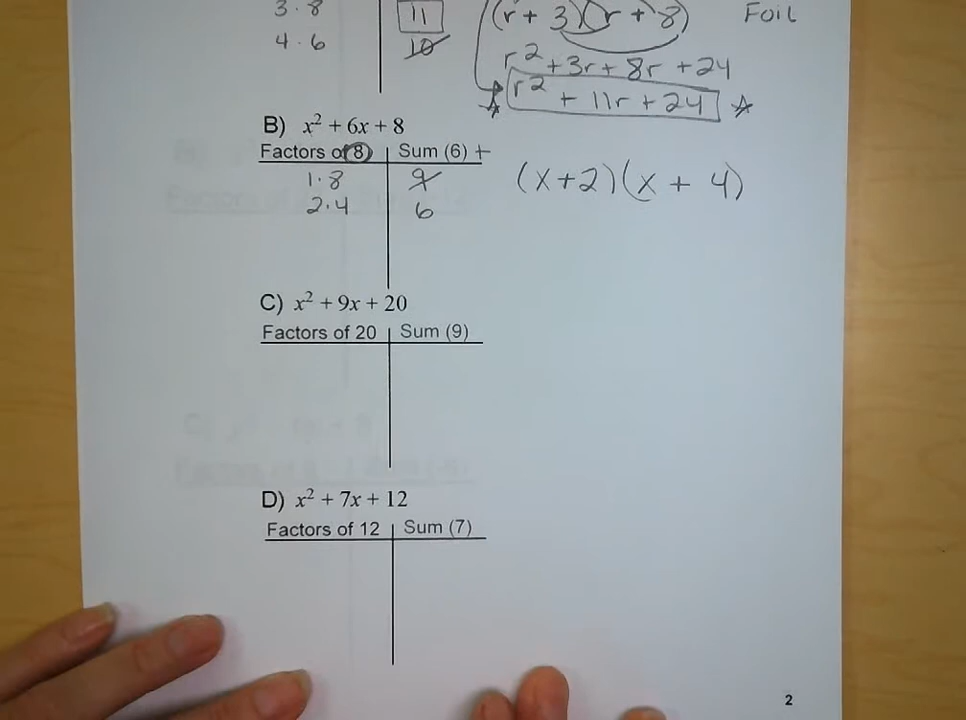 3 · 8 11 (r + 3)(r + 8) Foil
4 · 6 10 r² + 3r + 8r + 24
r² + 11r + 24
B) x² + 6x + 8
Factors of 8 Sum (6) +
1 · 8 9 (x + 2)(x + 4)
2 · 4 6
C) x² + 9x + 20
Factors of 20 Sum (9)
D) x² + 7x + 12
Factors of 12 Sum (7)
2